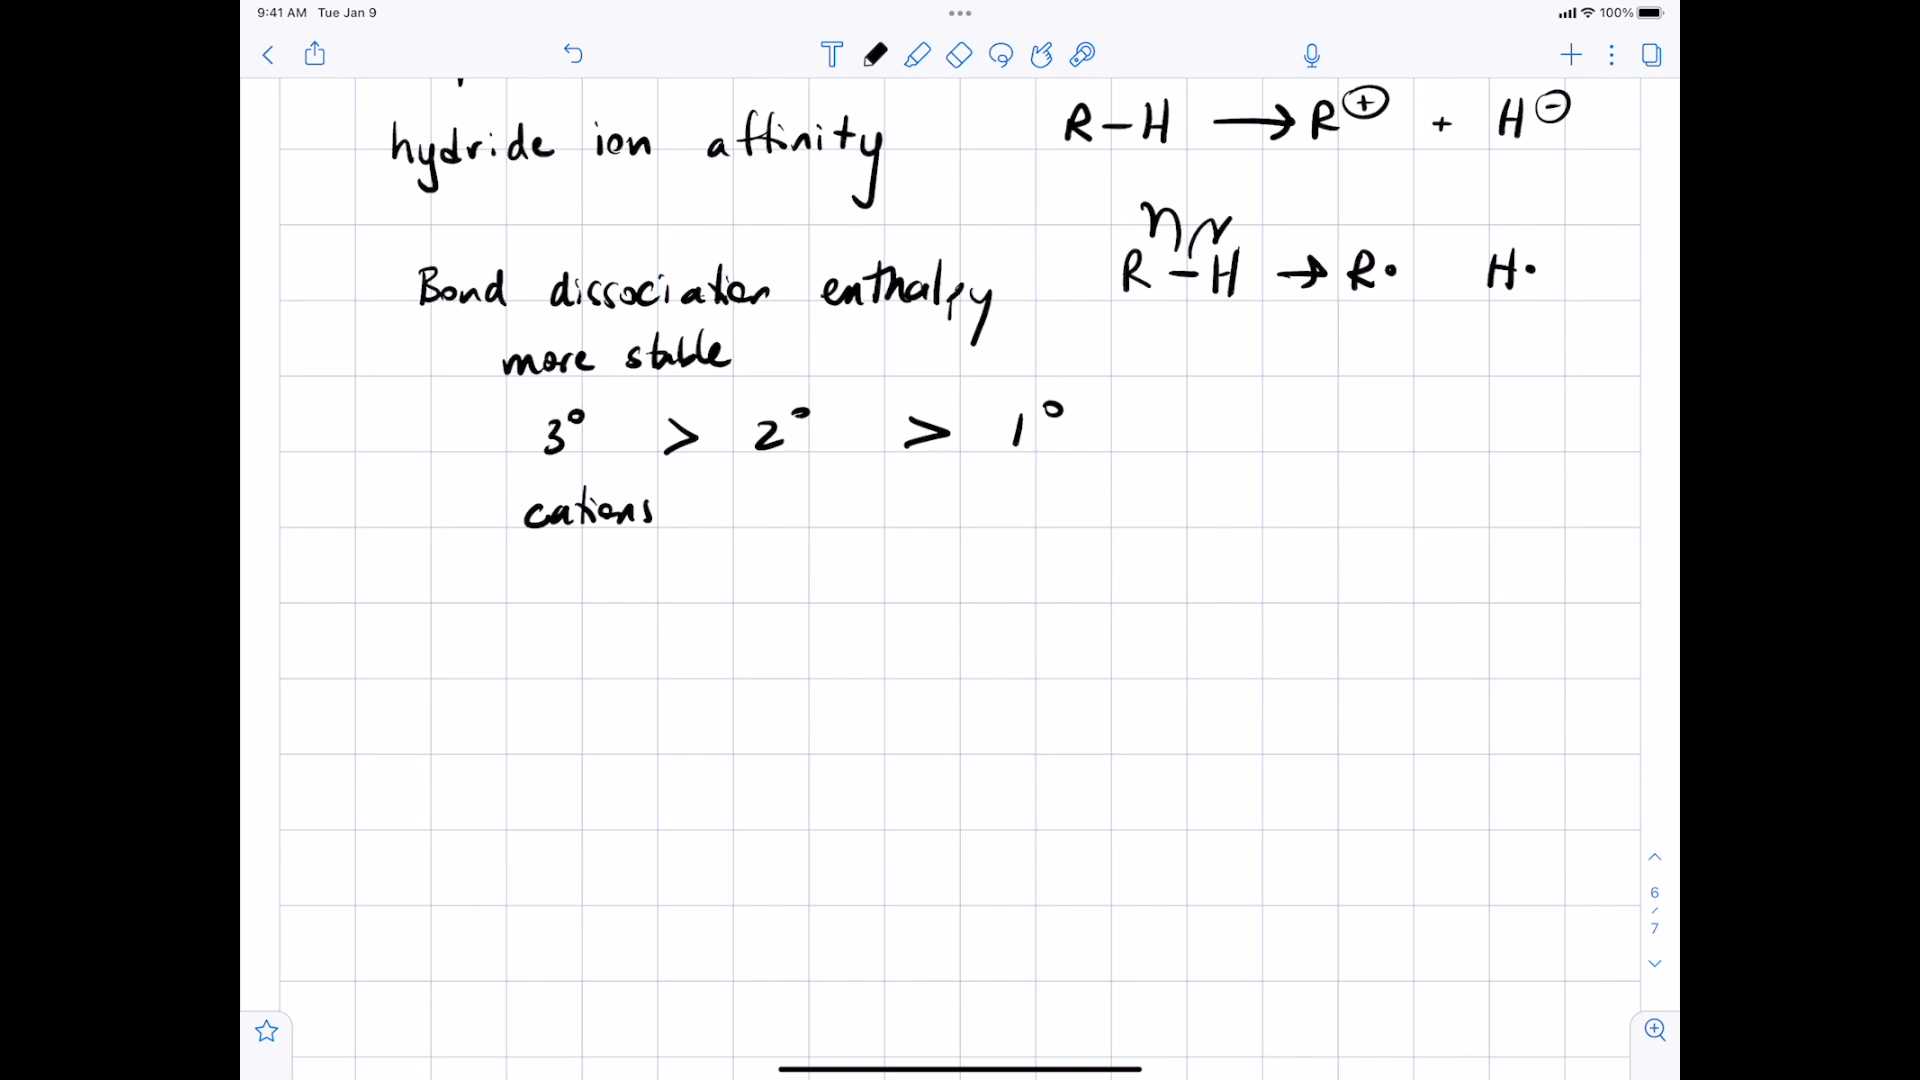 9:41 AM Tue Jan 9
100%
hydride ion affinity R–H ⟶ R⊕ + H⊖
Bond dissociation enthalpy R–H → R• H•
more stable
3° > 2° > 1°
cations
6
/
7